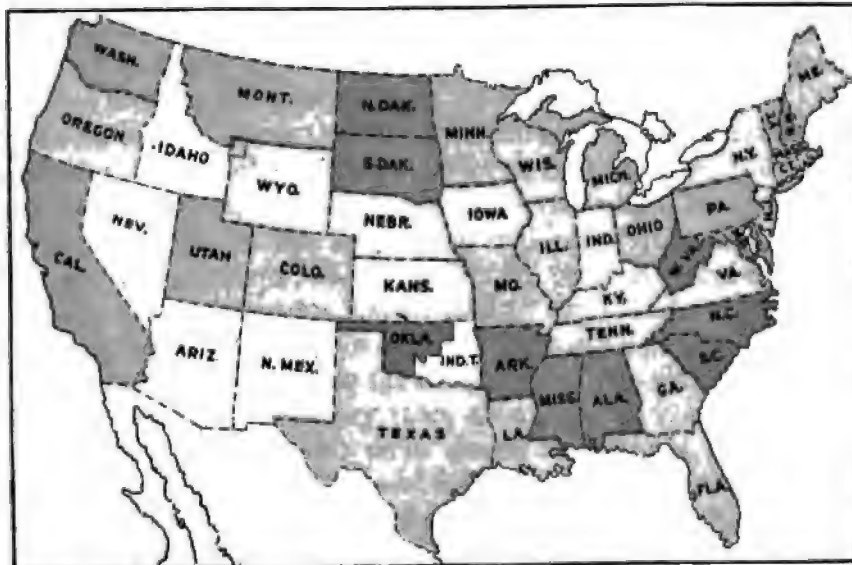 WASH.
MONT.
N.DAK.
MINN.
ME.
OREGON
IDAHO
S.DAK.
WIS.
MICH.
N.Y.
WYO.
NEBR.
IOWA
PA.
NEV.
UTAH
COLO.
ILL.
IND.
OHIO
W.VA.
VA.
CAL.
KANS.
MO.
KY.
N.C.
ARIZ.
N. MEX.
OKLA.
IND.T.
ARK.
TENN.
S.C.
MISS.
ALA.
GA.
TEXAS
LA.
FLA.